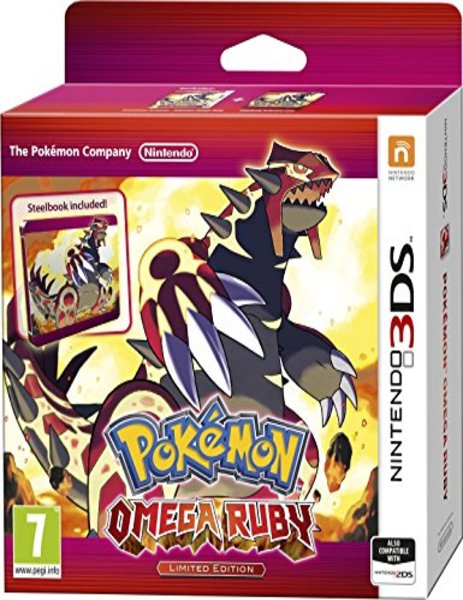 The Pokémon Company Nintendo
NINTENDO
NETWORK
Steelbook included!
NINTENDO 3DS
3DS
POKÉMON OMEGA RUBY
POKéMON
OMEGA RUBY
LIMITED EDITION
7
www.pegi.info
ALSO
COMPATIBLE
WITH
NINTENDO 2DS